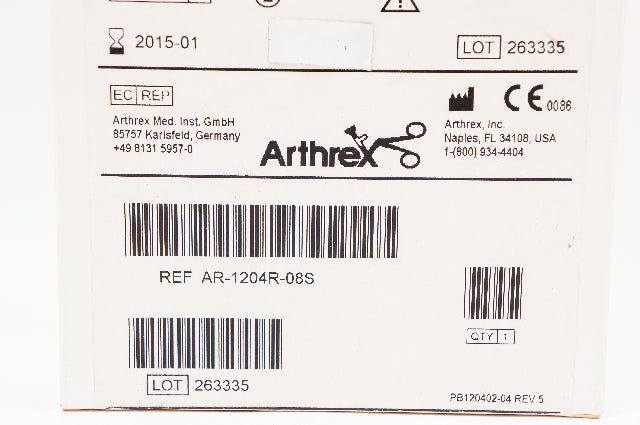 2015-01
LOT 263335
EC REP
Arthrex Med. Inst. GmbH
85757 Karlsfeld, Germany
+49 8131 5957-0
Arthrex
CE 0086
Arthrex, Inc.
Naples, FL 34108, USA
1-(800) 934-4404
REF AR-1204R-08S
QTY 1
LOT 263335
PB120402-04 REV 5